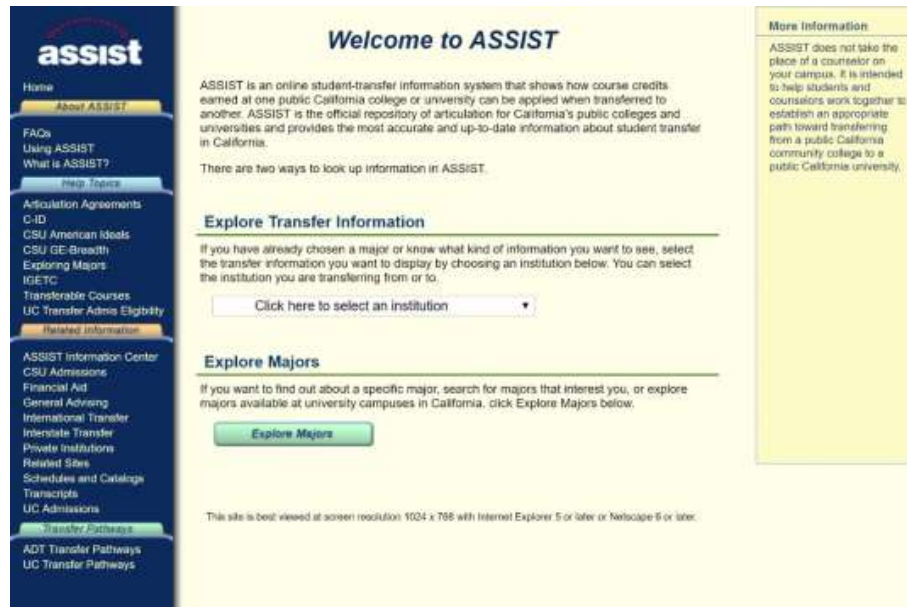 assist
Home
About ASSIST
FAQs
Using ASSIST
What is ASSIST?
Help Topics
Articulation Agreements
C-ID
CSU American Ideals
CSU GE-Breadth
Exploring Majors
IGETC
Transferable Courses
UC Transfer Admis Eligibility
Related Information
ASSIST Information Center
CSU Admissions
Financial Aid
General Advising
International Transfer
Interstate Transfer
Private Institutions
Related Sites
Schedules and Catalogs
Transcripts
UC Admissions
Transfer Pathways
ADT Transfer Pathways
UC Transfer Pathways
Welcome to ASSIST
ASSIST is an online student-transfer information system that shows how course credits
earned at one public California college or university can be applied when transferred to
another. ASSIST is the official repository of articulation for California's public colleges and
universities and provides the most accurate and up-to-date information about student transfer
in California.
There are two ways to look up information in ASSIST.
Explore Transfer Information
If you have already chosen a major or know what kind of information you want to see, select
the transfer information you want to display by choosing an institution below. You can select
the institution you are transferring from or to.
Click here to select an institution
Explore Majors
If you want to find out about a specific major, search for majors that interest you, or explore
majors available at university campuses in California, click Explore Majors below.
Explore Majors
This site is best viewed at screen resolution 1024 x 768 with Internet Explorer 5 or later or Netscape 6 or later.
More Information
ASSIST does not take the
place of a counselor on
your campus. It is intended
to help students and
counselors work together to
establish an appropriate
path toward transferring
from a public California
community college to a
public California university.